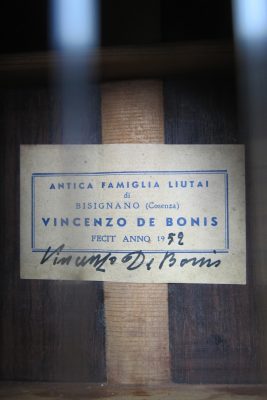 ANTICA FAMIGLIA LIUTAI
di
BISIGNANO (Cosenza)
VINCENZO DE BONIS
FECIT ANNO 1952
Vincenzo De Bonis